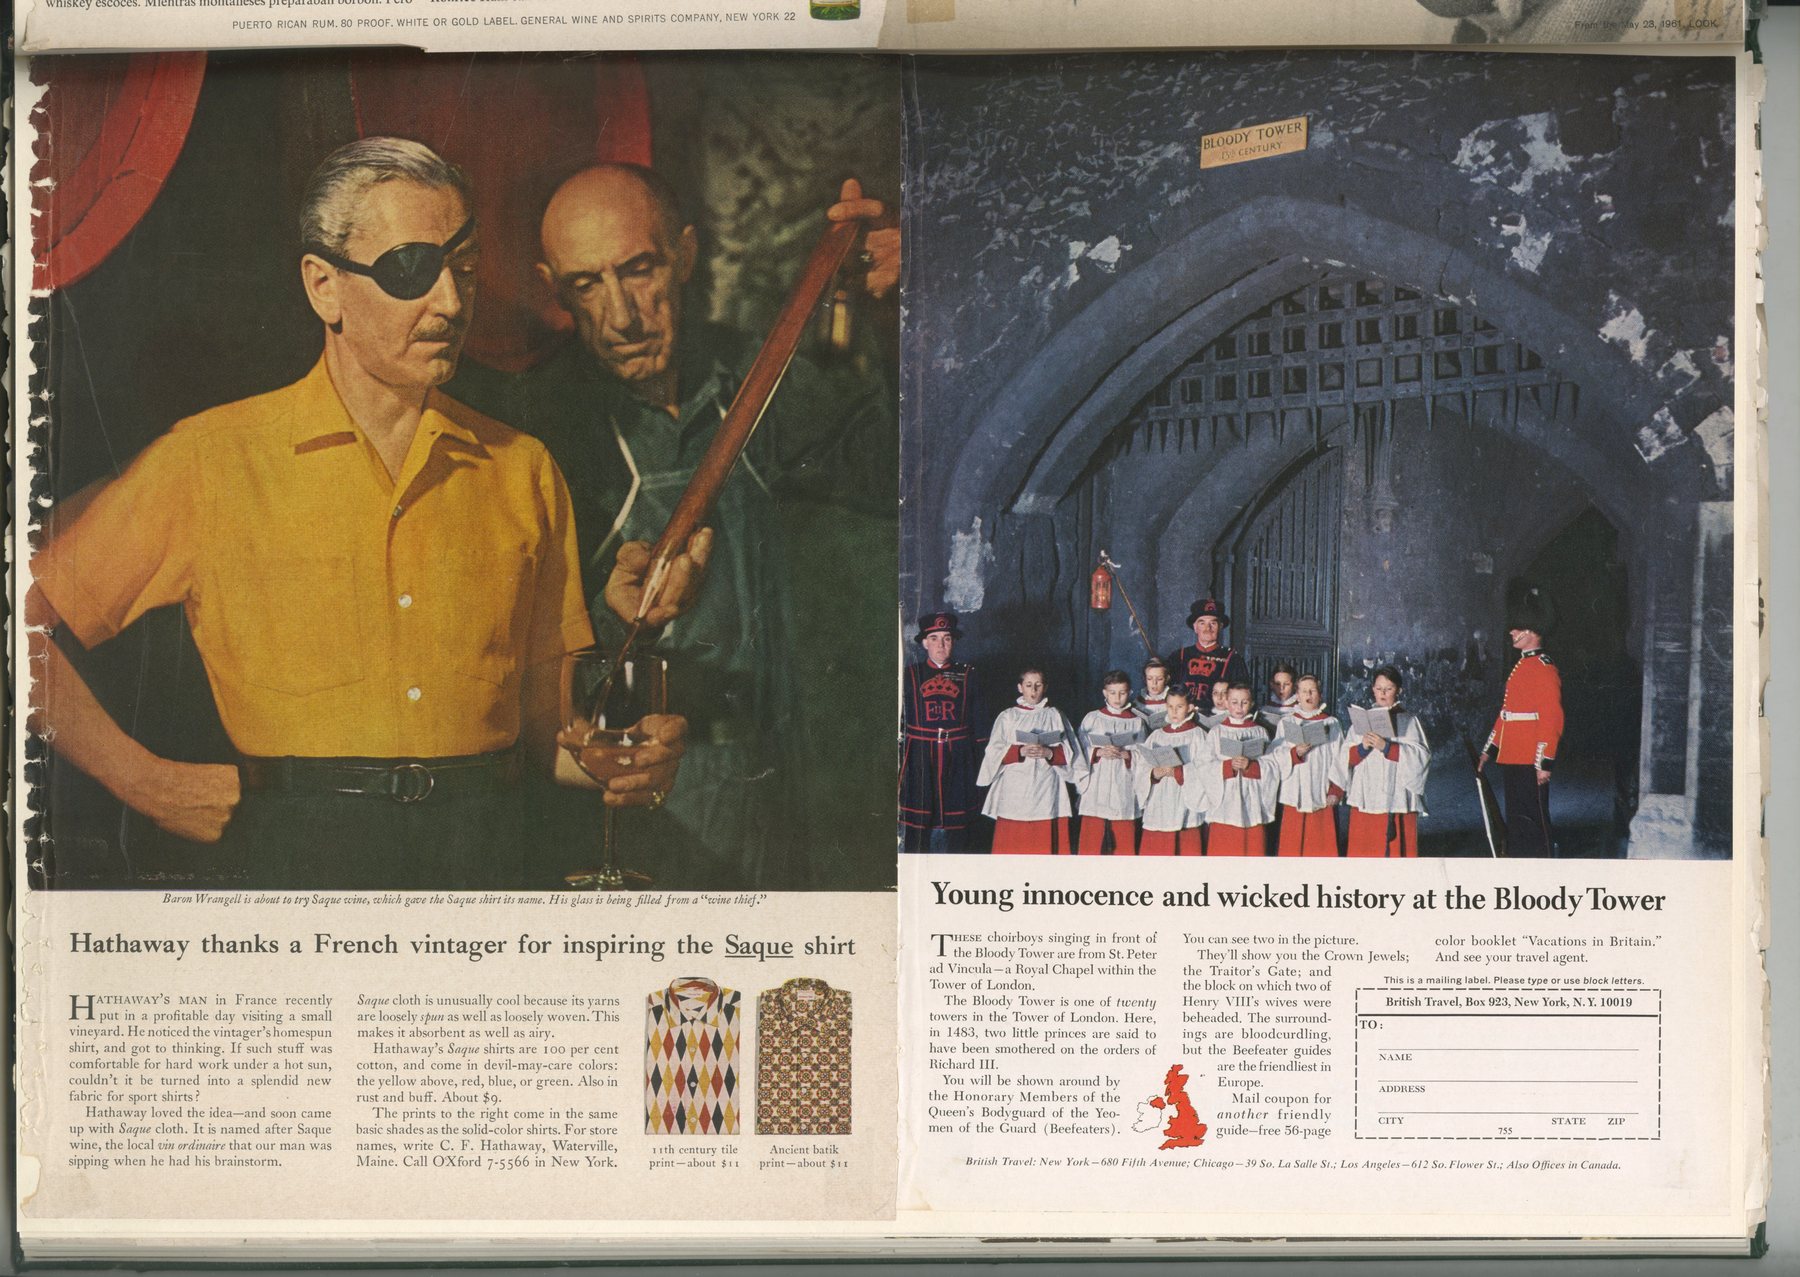 whiskey escoces. Mientras montañeses preparaban borbon. Pero
PUERTO RICAN RUM. 80 PROOF. WHITE OR GOLD LABEL. GENERAL WINE AND SPIRITS COMPANY, NEW YORK 22
From the May 23, 1961, LOOK
Baron Wrangell is about to try Saque wine, which gave the Saque shirt its name. His glass is being filled from a “wine thief.”
Hathaway thanks a French vintager for inspiring the Saque shirt
HATHAWAY'S MAN in France recently
put in a profitable day visiting a small
vineyard. He noticed the vintager's homespun
shirt, and got to thinking. If such stuff was
comfortable for hard work under a hot sun,
couldn't it be turned into a splendid new
fabric for sport shirts?
Hathaway loved the idea—and soon came
up with Saque cloth. It is named after Saque
wine, the local vin ordinaire that our man was
sipping when he had his brainstorm.
Saque cloth is unusually cool because its yarns
are loosely spun as well as loosely woven. This
makes it absorbent as well as airy.
Hathaway's Saque shirts are 100 per cent
cotton, and come in devil-may-care colors:
the yellow above, red, blue, or green. Also in
rust and buff. About $9.
The prints to the right come in the same
basic shades as the solid-color shirts. For store
names, write C. F. Hathaway, Waterville,
Maine. Call OXford 7-5566 in New York.
11th century tile
print—about $11
Ancient batik
print—about $11
BLOODY TOWER
13th CENTURY
E R
Young innocence and wicked history at the Bloody Tower
THESE choirboys singing in front of
the Bloody Tower are from St. Peter
ad Vincula—a Royal Chapel within the
Tower of London.
The Bloody Tower is one of twenty
towers in the Tower of London. Here,
in 1483, two little princes are said to
have been smothered on the orders of
Richard III.
You will be shown around by
the Honorary Members of the
Queen's Bodyguard of the Yeo-
men of the Guard (Beefeaters).
You can see two in the picture.
They'll show you the Crown Jewels;
the Traitor's Gate; and
the block on which two of
Henry VIII's wives were
beheaded. The surround-
ings are bloodcurdling,
but the Beefeater guides
are the friendliest in
Europe.
Mail coupon for
another friendly
guide—free 56-page
color booklet “Vacations in Britain.”
And see your travel agent.
This is a mailing label. Please type or use block letters.
British Travel, Box 923, New York, N.Y. 10019
TO:
NAME
ADDRESS
CITY STATE ZIP
755
British Travel: New York—680 Fifth Avenue; Chicago—39 So. La Salle St.; Los Angeles—612 So. Flower St.; Also Offices in Canada.